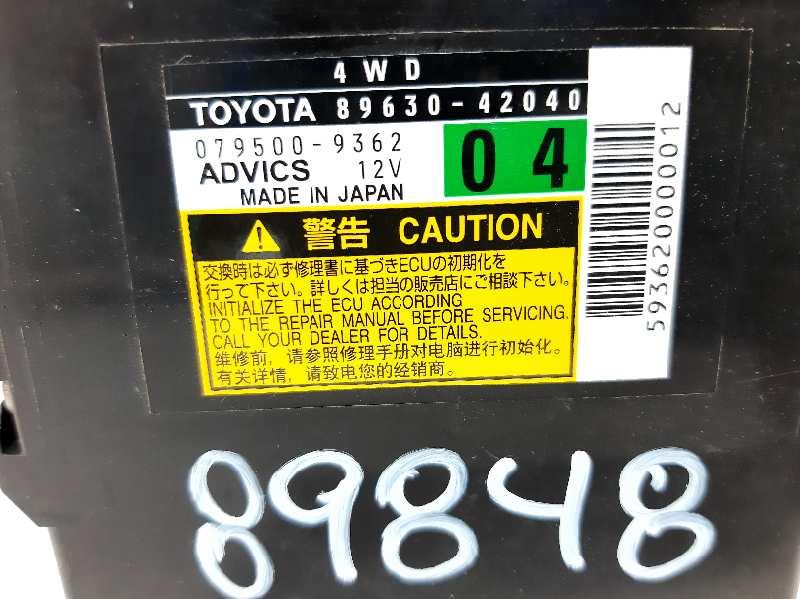 4WD
TOYOTA 89630-42040
079500-9362
ADVICS 12V
MADE IN JAPAN
04
警告 CAUTION
交換時は必ず修理書に基づきECUの初期化を
行って下さい。詳しくは担当の販売店にご相談下さい。
INITIALIZE THE ECU ACCORDING
TO THE REPAIR MANUAL BEFORE SERVICING.
CALL YOUR DEALER FOR DETAILS.
维修前，请参照修理手册对电脑进行初始化。
有关详情，请致电您的经销商。
593620000012
89848